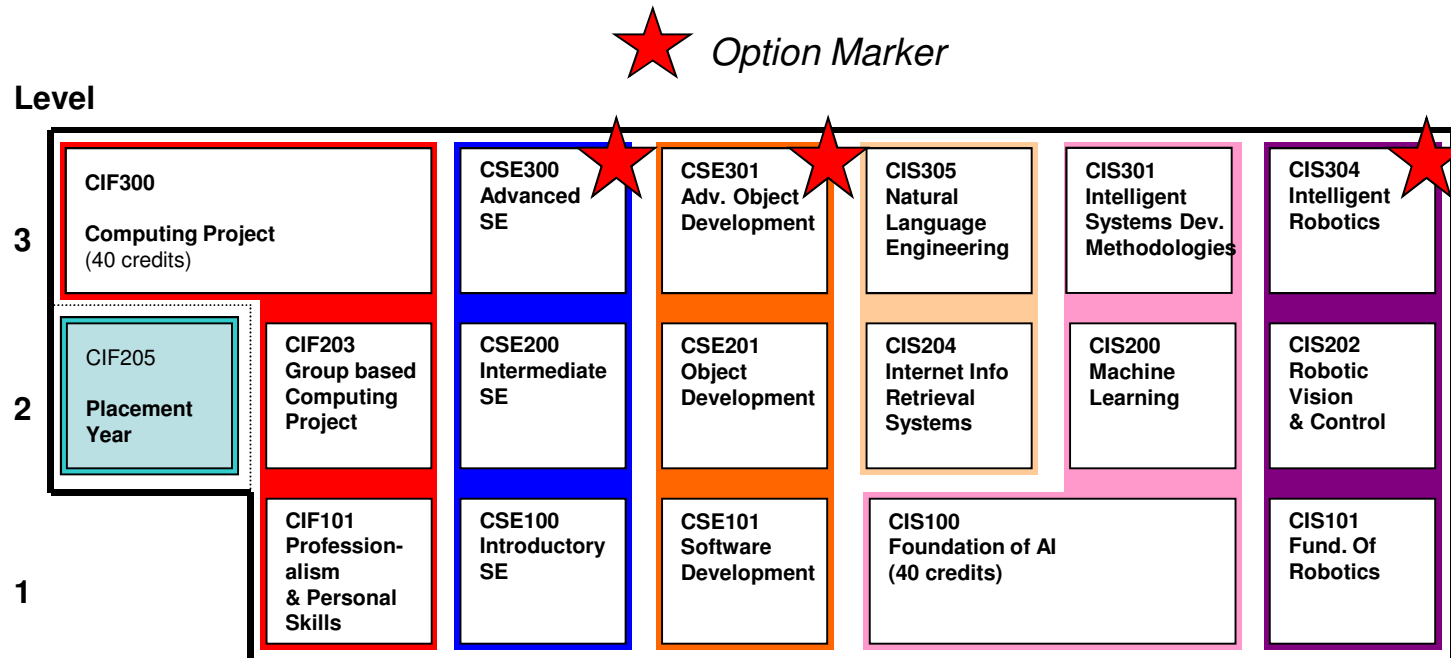 Option Marker
Level
3
CIF300
Computing Project
(40 credits)
CSE300
Advanced
SE
CSE301
Adv. Object
Development
CIS305
Natural
Language
Engineering
CIS301
Intelligent
Systems Dev.
Methodologies
CIS304
Intelligent
Robotics
2
CIF205
Placement
Year
CIF203
Group based
Computing
Project
CSE200
Intermediate
SE
CSE201
Object
Development
CIS204
Internet Info
Retrieval
Systems
CIS200
Machine
Learning
CIS202
Robotic
Vision
& Control
1
CIF101
Profession-
alism
& Personal
Skills
CSE100
Introductory
SE
CSE101
Software
Development
CIS100
Foundation of AI
(40 credits)
CIS101
Fund. Of
Robotics